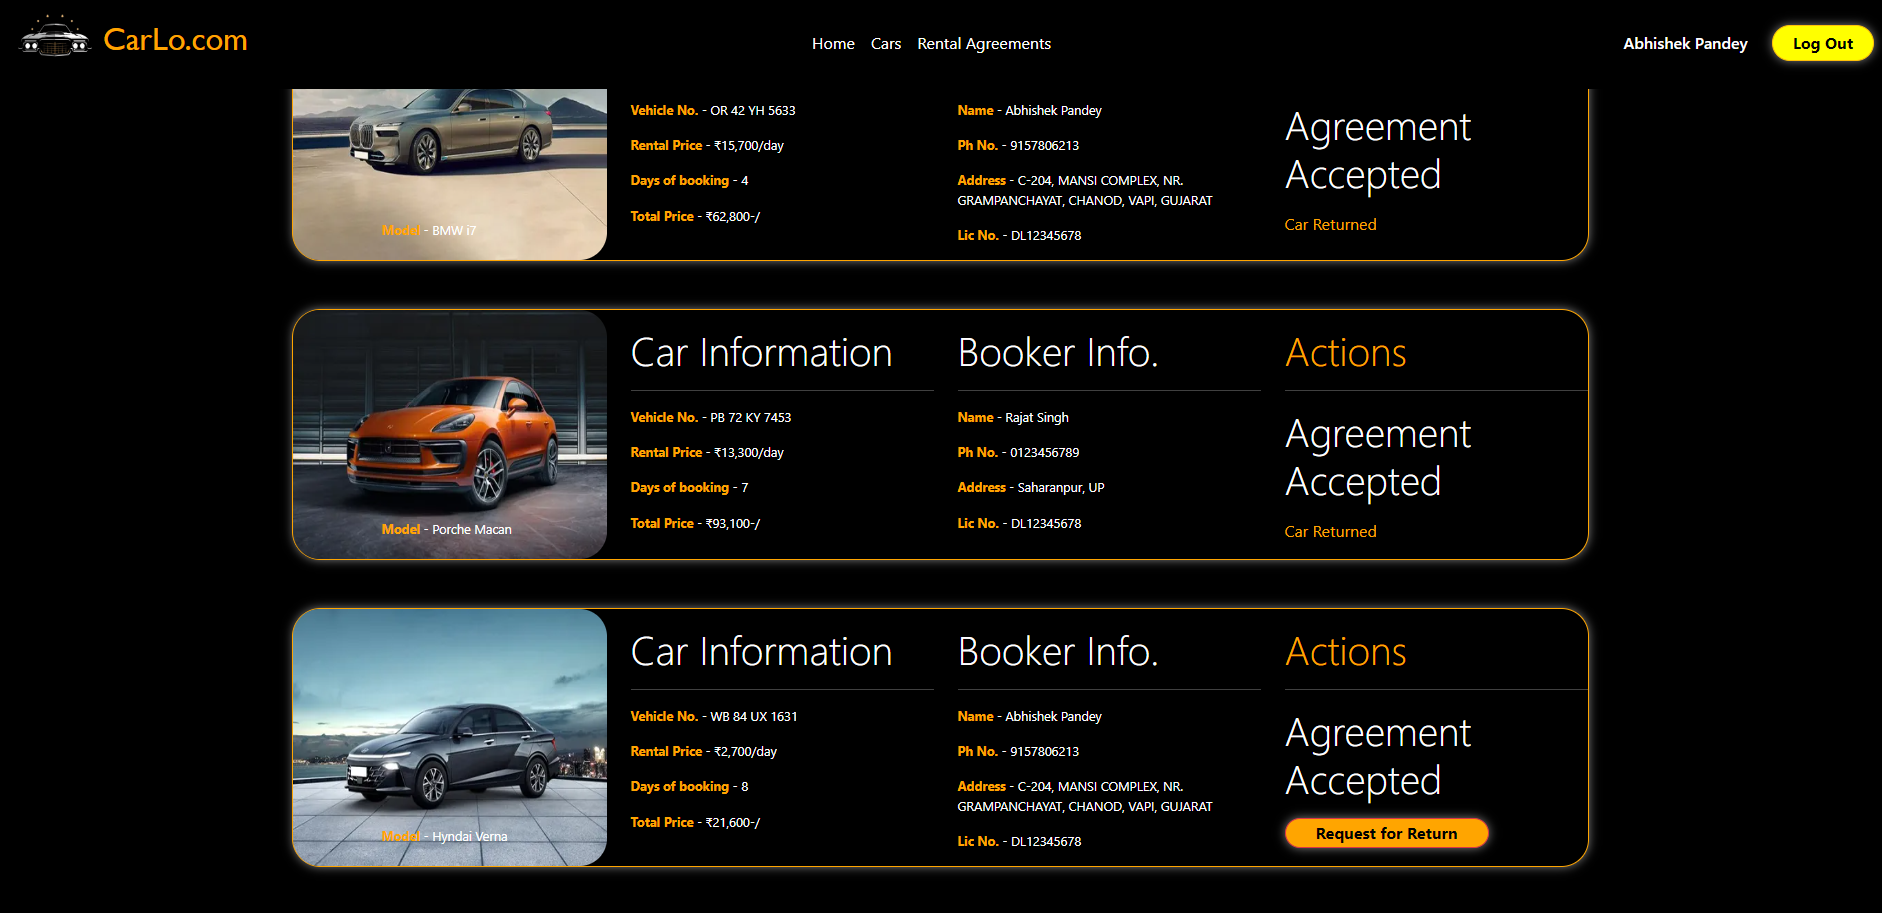 CarLo.com
Home Cars Rental Agreements
Abhishek Pandey Log Out
Model - BMW i7
Vehicle No. - OR 42 YH 5633
Rental Price - ₹15,700/day
Days of booking - 4
Total Price - ₹62,800-/
Name - Abhishek Pandey
Ph No. - 9157806213
Address - C-204, MANSI COMPLEX, NR.
GRAMPANCHAYAT, CHANOD, VAPI, GUJARAT
Lic No. - DL12345678
Agreement
Accepted
Car Returned
Model - Porche Macan
Car Information
Vehicle No. - PB 72 KY 7453
Rental Price - ₹13,300/day
Days of booking - 7
Total Price - ₹93,100-/
Booker Info.
Name - Rajat Singh
Ph No. - 0123456789
Address - Saharanpur, UP
Lic No. - DL12345678
Actions
Agreement
Accepted
Car Returned
Model - Hyndai Verna
Car Information
Vehicle No. - WB 84 UX 1631
Rental Price - ₹2,700/day
Days of booking - 8
Total Price - ₹21,600-/
Booker Info.
Name - Abhishek Pandey
Ph No. - 9157806213
Address - C-204, MANSI COMPLEX, NR.
GRAMPANCHAYAT, CHANOD, VAPI, GUJARAT
Lic No. - DL12345678
Actions
Agreement
Accepted
Request for Return